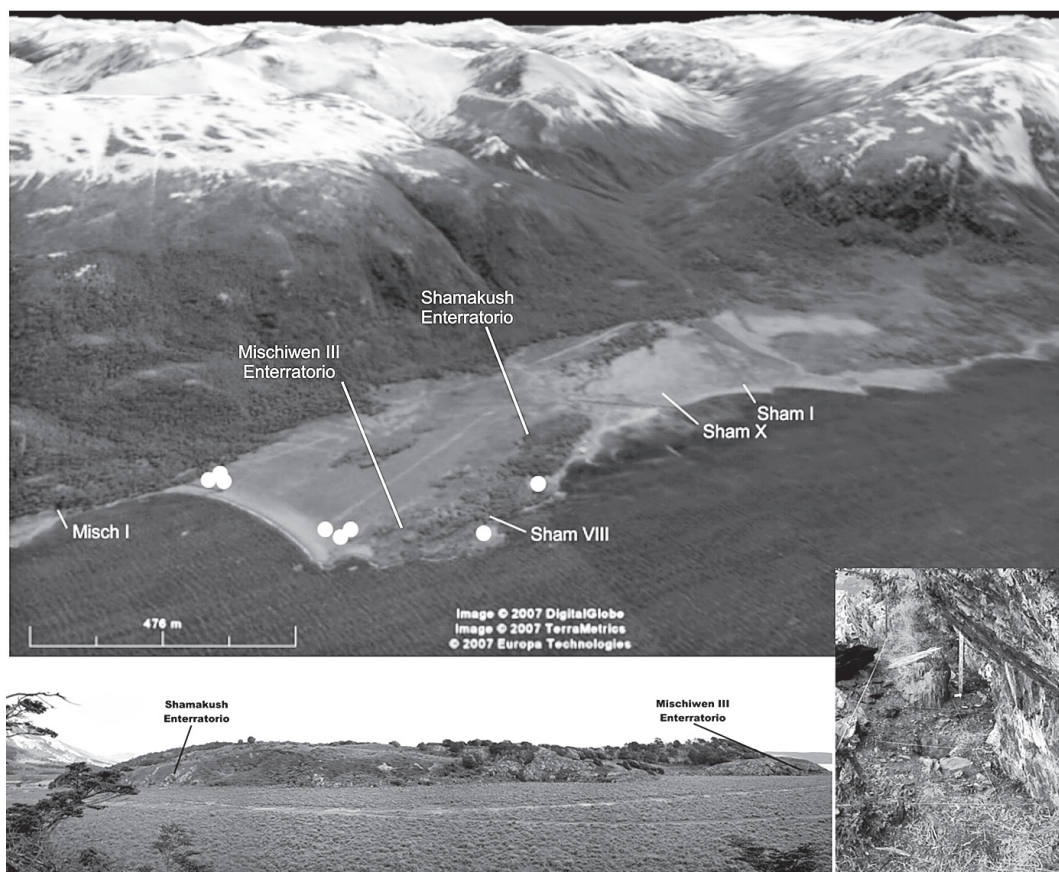 Shamakush
Enterratorio
Mischiwen III
Enterratorio
Sham I
Sham X
Misch I
Sham VIII
476 m
Image © 2007 DigitalGlobe
Image © 2007 TerraMetrics
© 2007 Europa Technologies
Shamakush
Enterratorio
Mischiwen III
Enterratorio